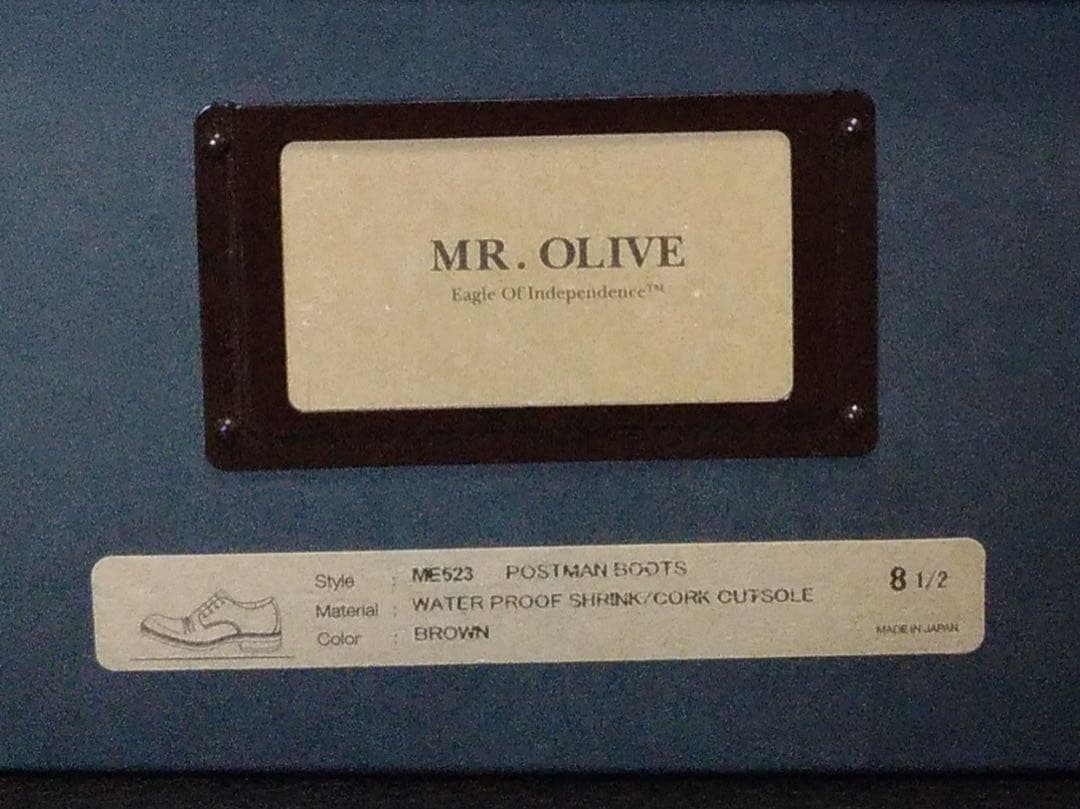 MR. OLIVE
Eagle Of Independence™
Style : ME523 POSTMAN BOOTS 8 1/2
Material : WATER PROOF SHRINK/CORK OUTSOLE
Color : BROWN MADE IN JAPAN